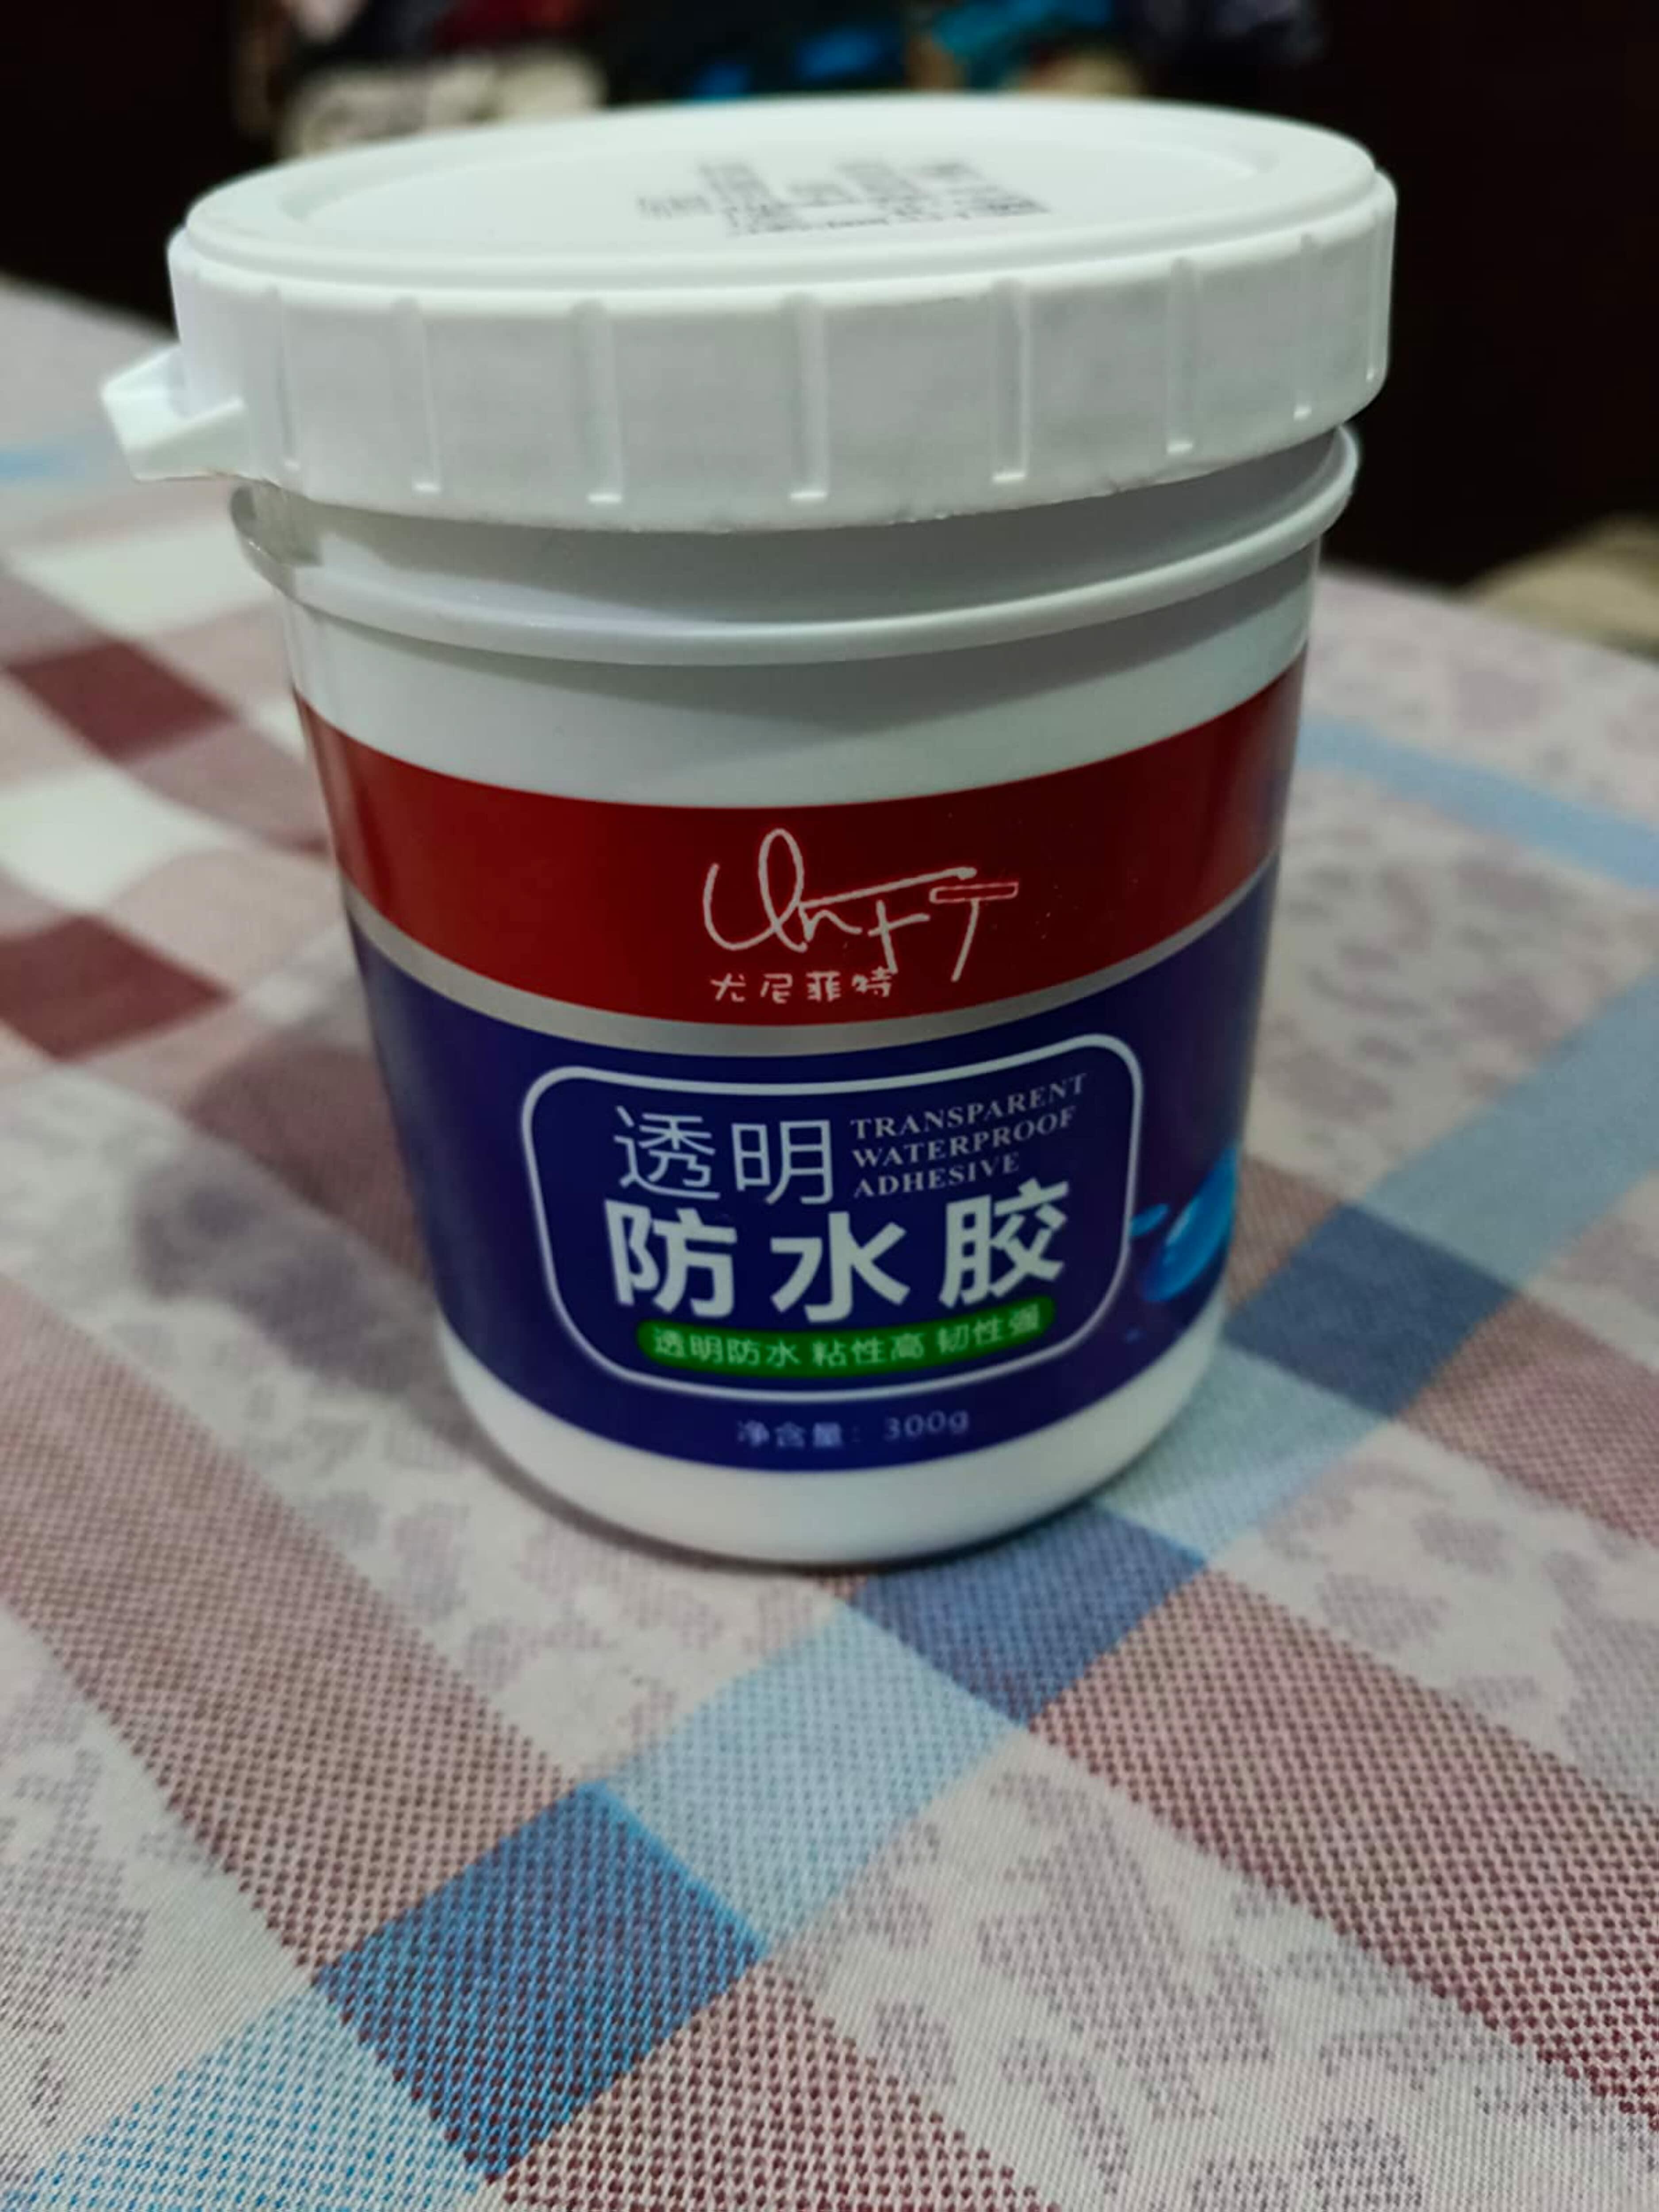 尤尼菲特
透明
TRANSPARENT
WATERPROOF
ADHESIVE
防水胶
透明防水 粘性高 韧性强
净含量: 300g